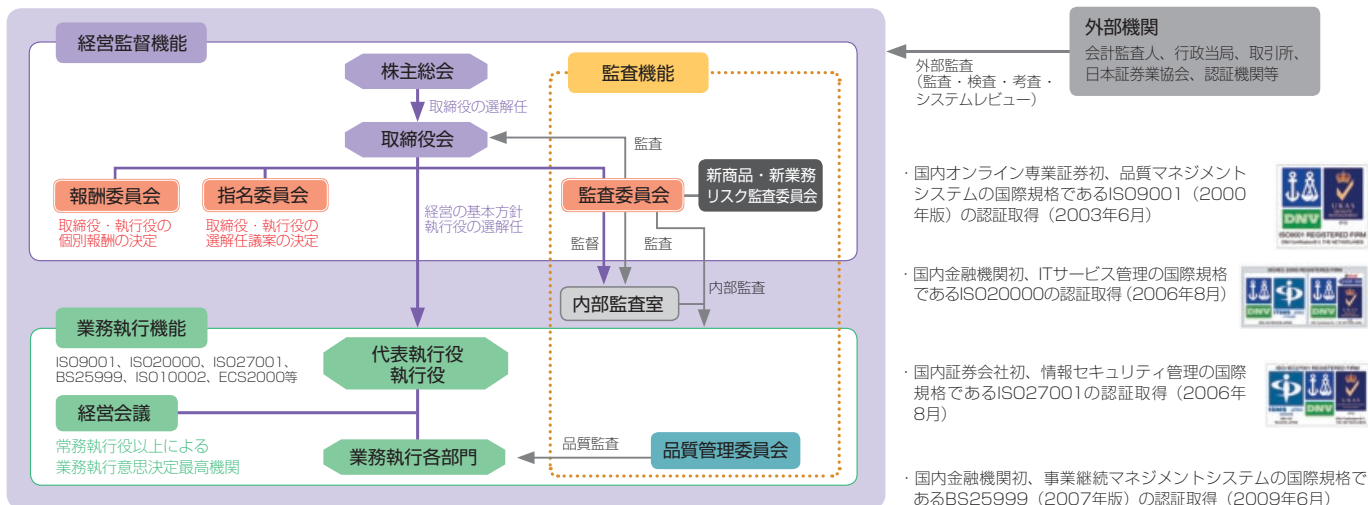 経営監督機能
株主総会
取締役の選解任
取締役会
報酬委員会
取締役・執行役の
個別報酬の決定
指名委員会
取締役・執行役の
選解任議案の決定
経営の基本方針
執行役の選解任
監査機能
監査
監査委員会
新商品・新業務
リスク監査委員会
監督
監査
内部監査室
内部監査
業務執行機能
ISO9001、ISO20000、ISO27001、
BS25999、ISO10002、ECS2000等
代表執行役
執行役
経営会議
常務執行役以上による
業務執行意思決定最高機関
業務執行各部門
品質監査
品質管理委員会
外部監査
(監査・検査・考査・
システムレビュー)
外部機関
会計監査人、行政当局、取引所、
日本証券業協会、認証機関等
・国内オンライン専業証券初、品質マネジメント
システムの国際規格であるISO9001(2000
年版)の認証取得(2003年6月)
DNV
UKAS
ISO9001 REGISTERED FIRM
・国内金融機関初、ITサービス管理の国際規格
であるISO20000の認証取得(2006年8月)
DNV
DNV
・国内証券会社初、情報セキュリティ管理の国際
規格であるISO27001の認証取得(2006年
8月)
DNV
・国内金融機関初、事業継続マネジメントシステムの国際規格で
あるBS25999(2007年版)の認証取得(2009年6月)